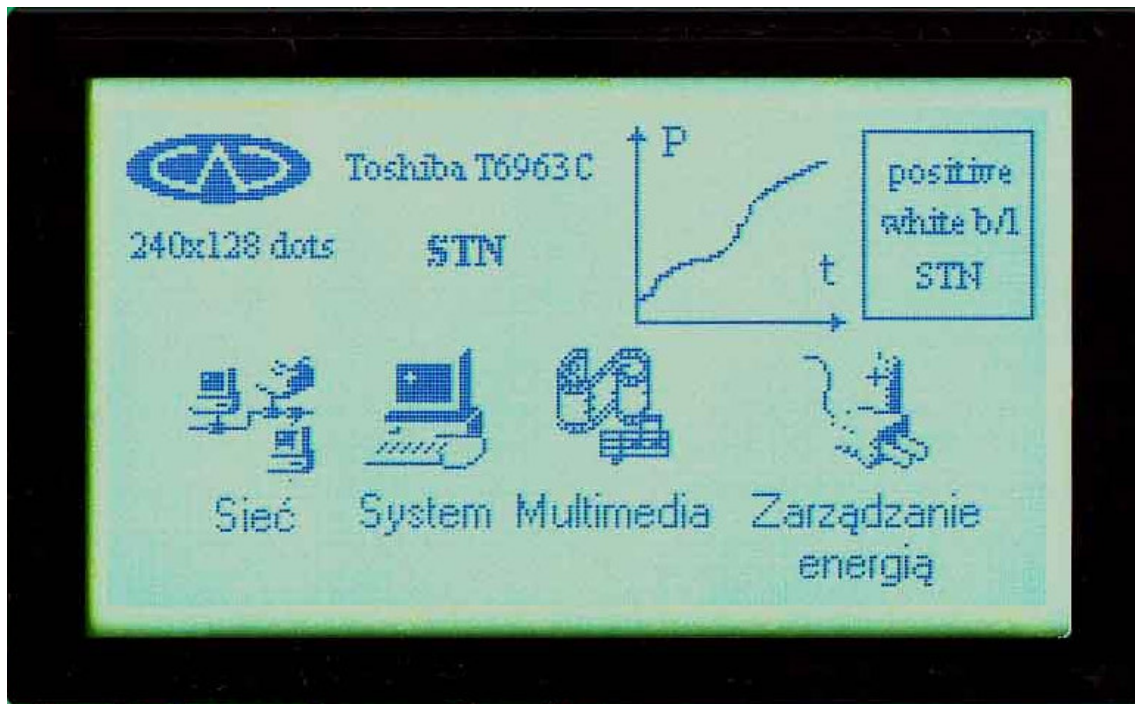 Toshiba T6963C
240x128 dots
STN
P
t
positive
white b/l
STN
Sieć
System
Multimedia
Zarządzanie
energią